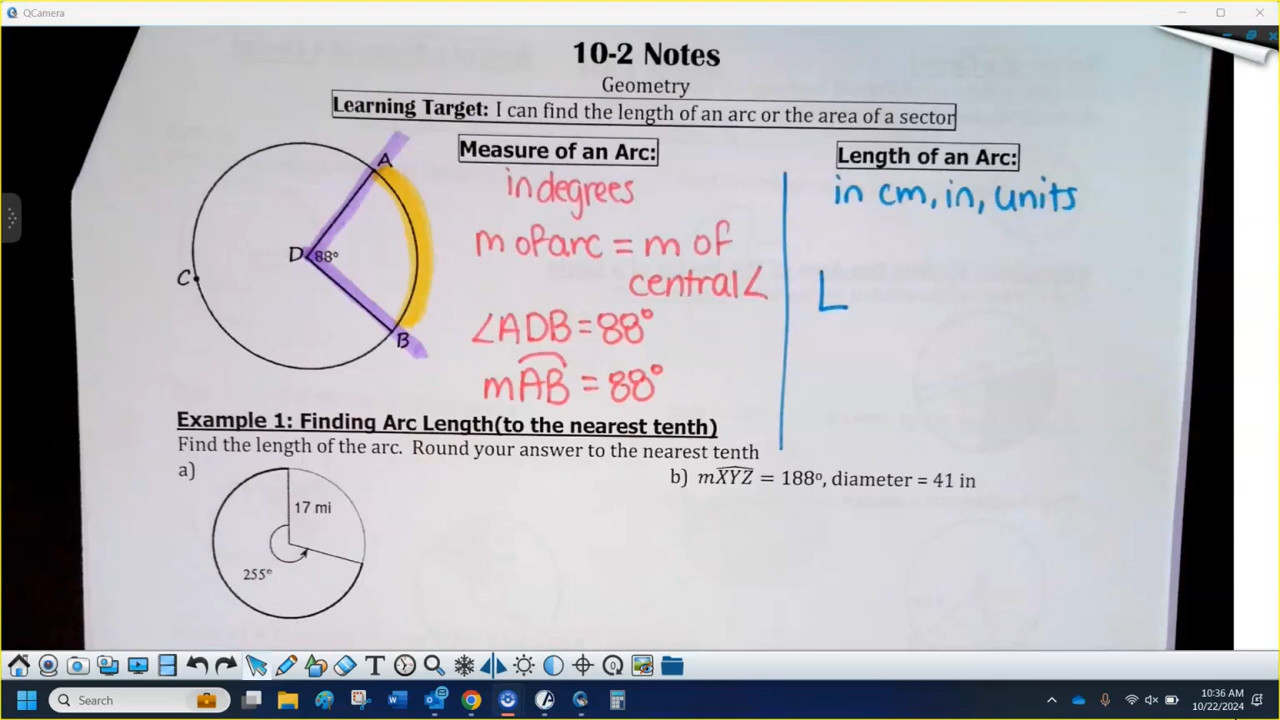 QCamera
10-2 Notes
Geometry
Learning Target: I can find the length of an arc or the area of a sector
Measure of an Arc:
in degrees
m of arc = m of
central∠
∠ADB = 88°
mAB = 88°
Length of an Arc:
in cm, in, units
L
A
D 88°
C
B
Example 1: Finding Arc Length(to the nearest tenth)
Find the length of the arc. Round your answer to the nearest tenth
a)
17 mi
255°
b) mXYZ = 188°, diameter = 41 in
Search
10:36 AM
10/22/2024